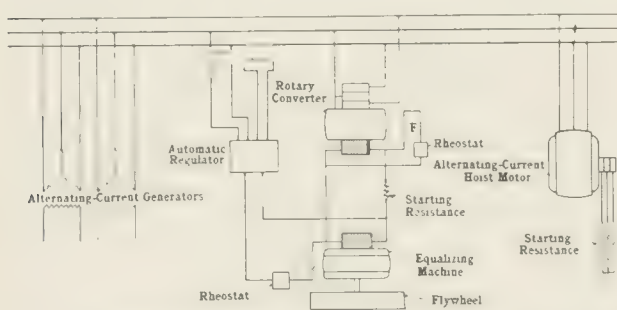 Rotary
Converter
F
Rheostat
Automatic
Regulator
Alternating-Current
Hoist Motor
Alternating-Current Generators
Starting
Resistance
Starting
Resistance
Equalizing
Machine
Rheostat
Flywheel